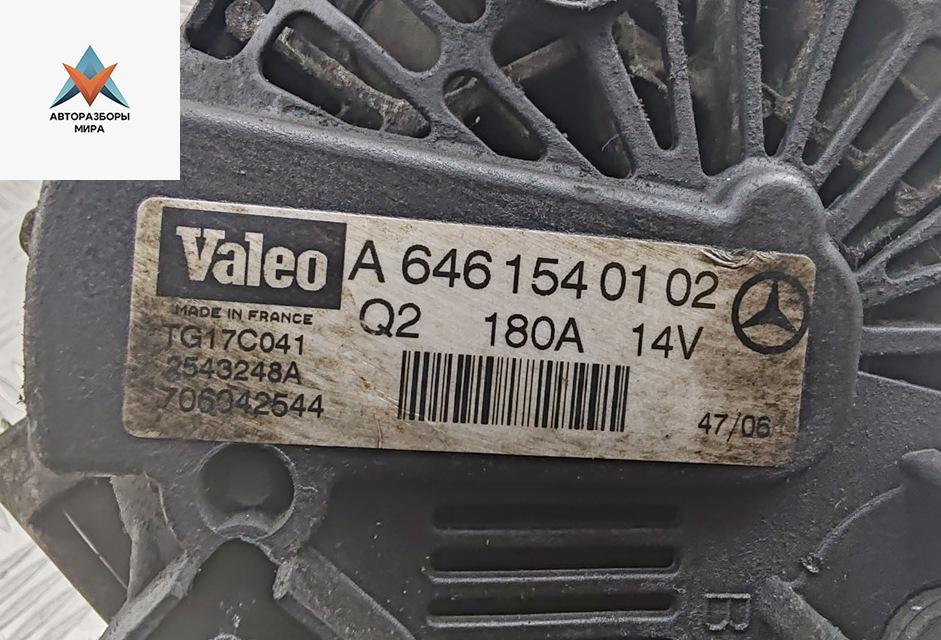 АВТОРАЗБОРЫ
МИРА
Valeo
A 646 154 01 02
MADE IN FRANCE
Q2 180A 14V
TG17C041
2543248A
706042544
47/06
B